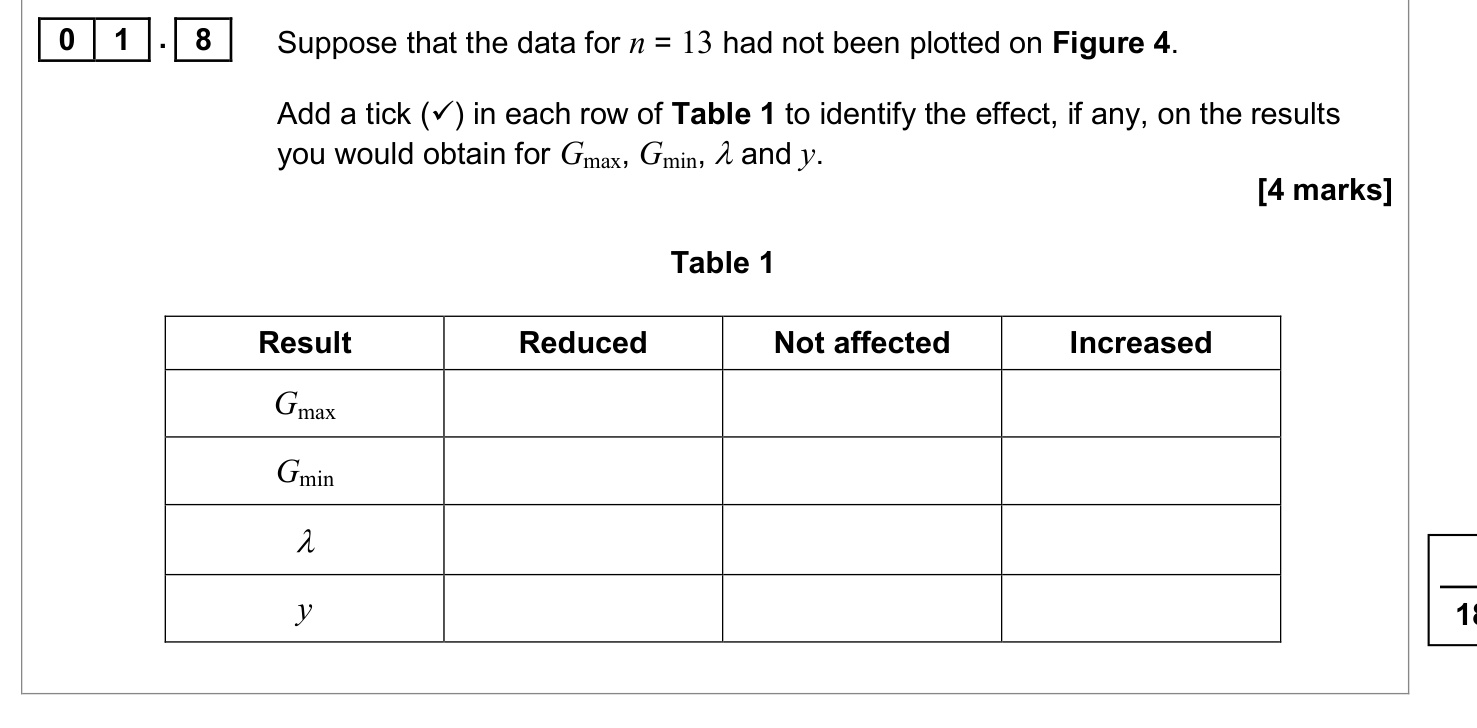 0 1 . 8 Suppose that the data for n = 13 had not been plotted on Figure 4.
Add a tick (✓) in each row of Table 1 to identify the effect, if any, on the results
you would obtain for Gmax, Gmin, λ and y.
[4 marks]
Table 1
Result Reduced Not affected Increased
Gmax
Gmin
λ
y